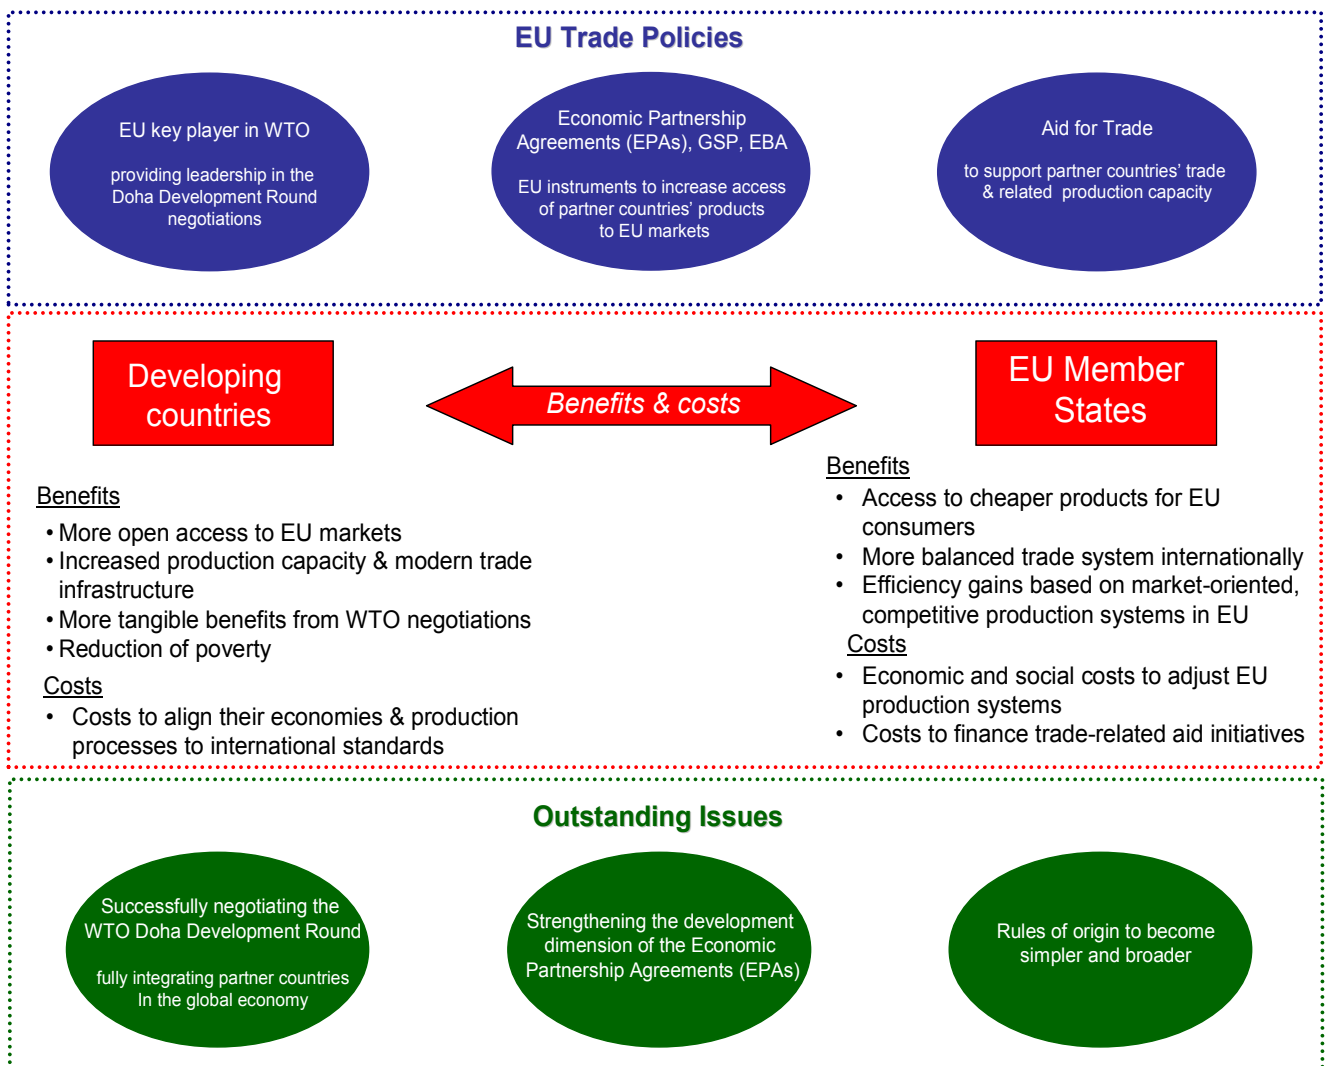 EU Trade Policies
EU key player in WTO
providing leadership in the
Doha Development Round
negotiations
Economic Partnership
Agreements (EPAs), GSP, EBA
EU instruments to increase access
of partner countries' products
to EU markets
Aid for Trade
to support partner countries' trade
& related production capacity
Developing
countries
Benefits & costs
EU Member
States
Benefits
• More open access to EU markets
• Increased production capacity & modern trade
infrastructure
• More tangible benefits from WTO negotiations
• Reduction of poverty
Costs
• Costs to align their economies & production
processes to international standards
Benefits
• Access to cheaper products for EU
consumers
• More balanced trade system internationally
• Efficiency gains based on market-oriented,
competitive production systems in EU
Costs
• Economic and social costs to adjust EU
production systems
• Costs to finance trade-related aid initiatives
Outstanding Issues
Successfully negotiating the
WTO Doha Development Round
fully integrating partner countries
In the global economy
Strengthening the development
dimension of the Economic
Partnership Agreements (EPAs)
Rules of origin to become
simpler and broader